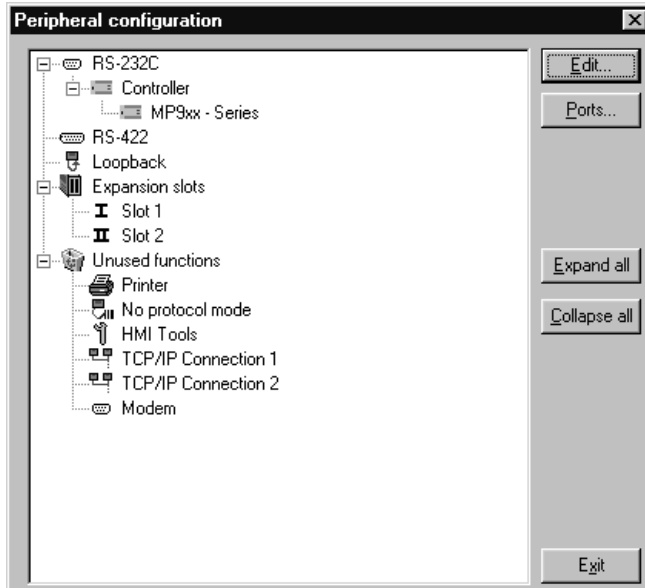 Peripheral configuration
RS-232C
Controller
MP9xx - Series
RS-422
Loopback
Expansion slots
Slot 1
Slot 2
Unused functions
Printer
No protocol mode
HMI Tools
TCP/IP Connection 1
TCP/IP Connection 2
Modem
Edit...
Ports...
Expand all
Collapse all
Exit